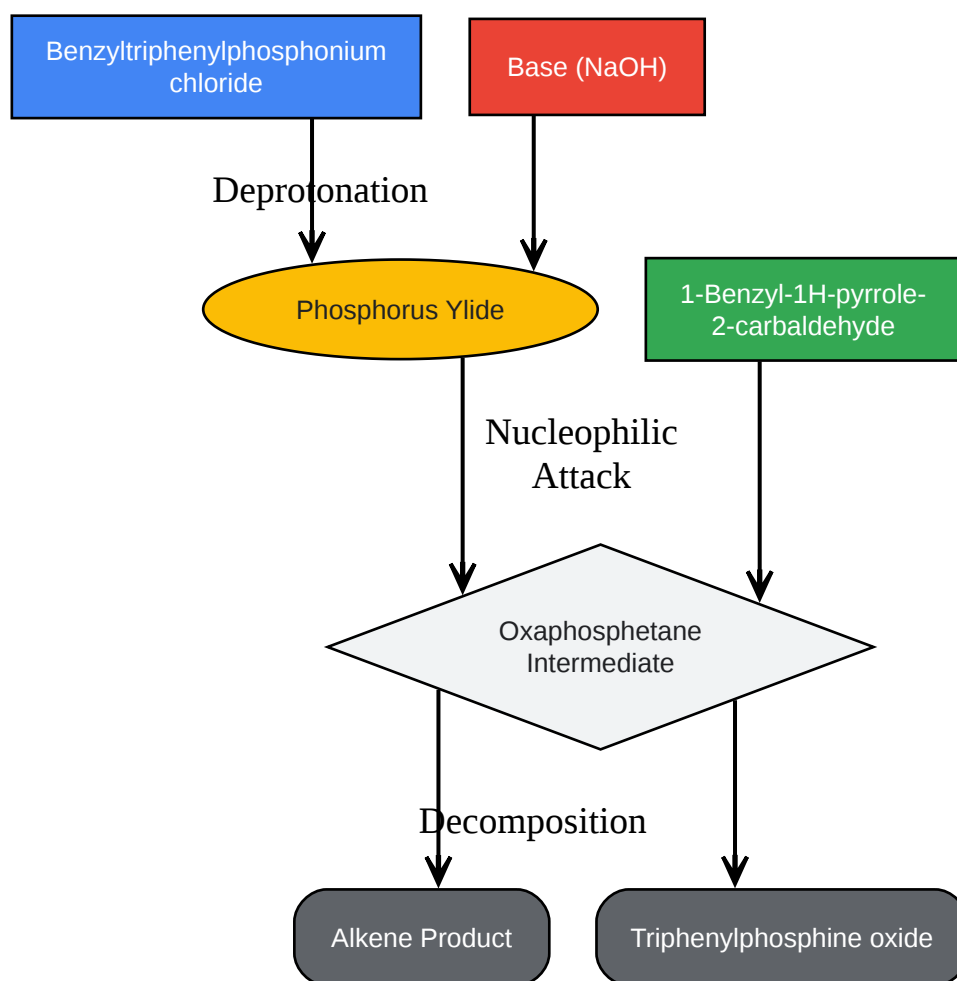 Benzyltriphenylphosphonium
chloride
Base (NaOH)
Deprotonation
Phosphorus Ylide
1-Benzyl-1H-pyrrole-
2-carbaldehyde
Nucleophilic
Attack
Oxaphosphetane
Intermediate
Decomposition
Alkene Product
Triphenylphosphine oxide